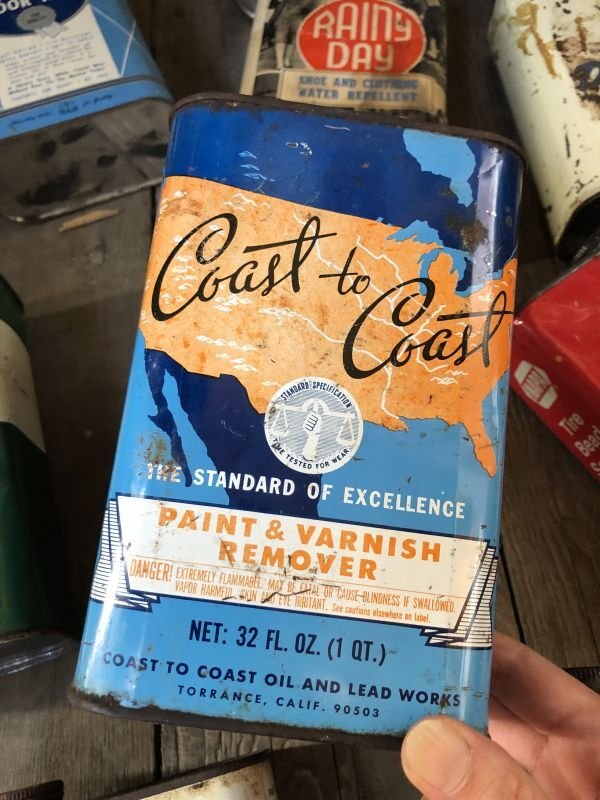 RAINY
DAY
SHOE AND CLOTHING
WATER REPELLENT
Coast to
Coast
STANDARD SPECIFICATION
TIME TESTED FOR WEAR
THE STANDARD OF EXCELLENCE
PAINT & VARNISH
REMOVER
DANGER! EXTREMELY FLAMMABLE. MAY BE FATAL OR CAUSE BLINDNESS IF SWALLOWED.
VAPOR HARMFUL. SKIN AND EYE IRRITANT. See cautions elsewhere on label.
NET: 32 FL. OZ. (1 QT.)
COAST TO COAST OIL AND LEAD WORKS
TORRANCE, CALIF. 90503
NAPA
Tire
Bead